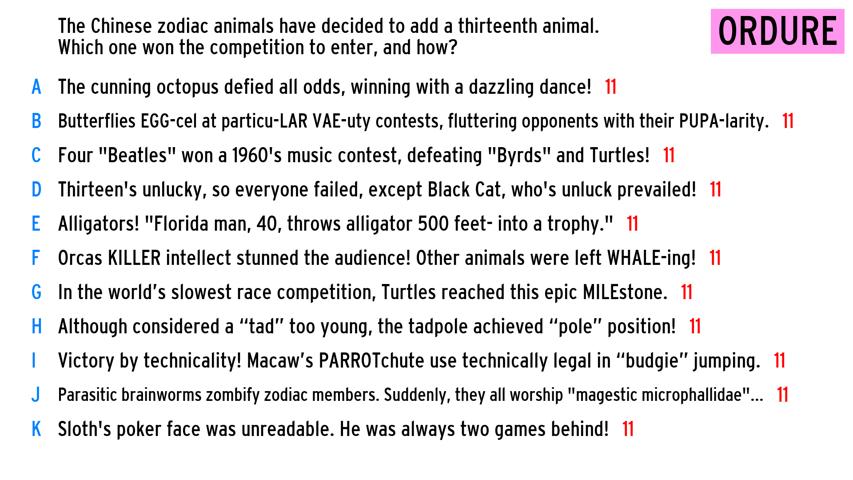 The Chinese zodiac animals have decided to add a thirteenth animal.
Which one won the competition to enter, and how?
ORDURE
A The cunning octopus defied all odds, winning with a dazzling dance! 11
B Butterflies EGG-cel at particu-LAR VAE-uty contests, fluttering opponents with their PUPA-larity. 11
C Four "Beatles" won a 1960's music contest, defeating "Byrds" and Turtles! 11
D Thirteen's unlucky, so everyone failed, except Black Cat, who's unluck prevailed! 11
E Alligators! "Florida man, 40, throws alligator 500 feet- into a trophy." 11
F Orcas KILLER intellect stunned the audience! Other animals were left WHALE-ing! 11
G In the world’s slowest race competition, Turtles reached this epic MILEstone. 11
H Although considered a “tad” too young, the tadpole achieved “pole” position! 11
I Victory by technicality! Macaw’s PARROTchute use technically legal in “budgie” jumping. 11
J Parasitic brainworms zombify zodiac members. Suddenly, they all worship "magestic microphallidae"... 11
K Sloth's poker face was unreadable. He was always two games behind! 11